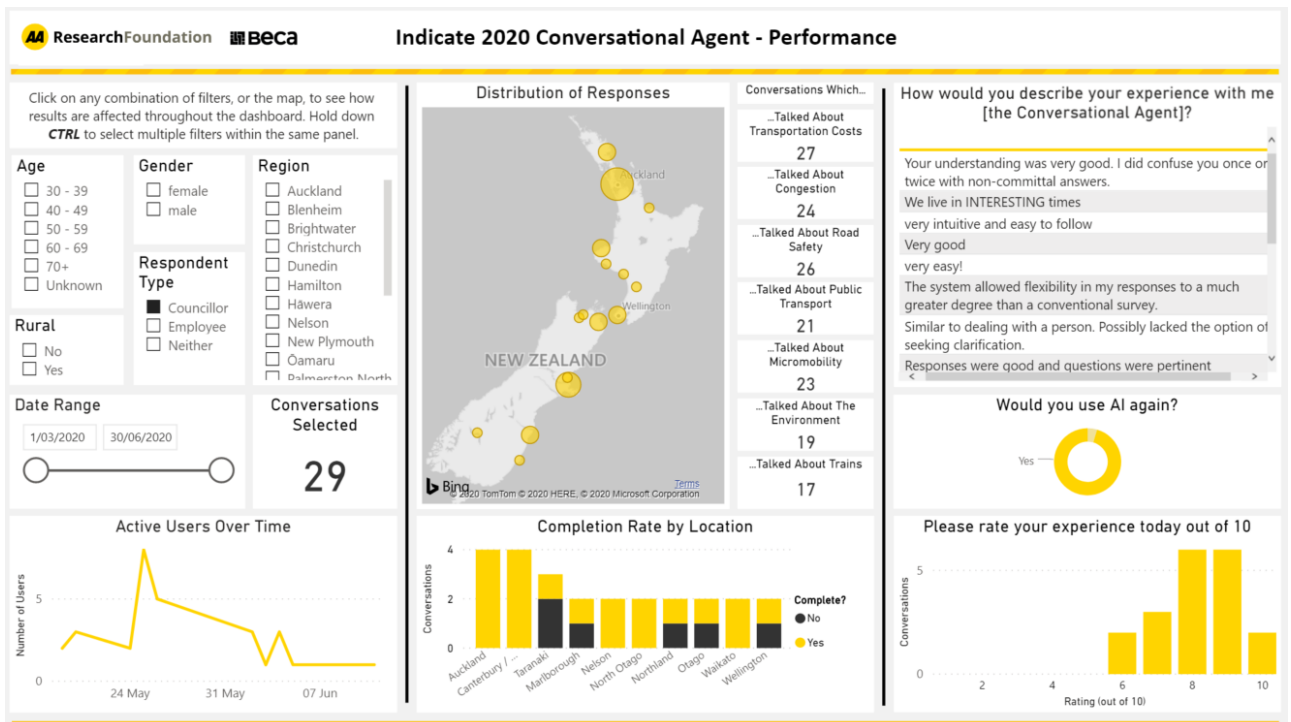 AA ResearchFoundation Beca
Indicate 2020 Conversational Agent - Performance
Click on any combination of filters, or the map, to see how
results are affected throughout the dashboard. Hold down
CTRL to select multiple filters within the same panel.
Age
30 - 39
40 - 49
50 - 59
60 - 69
70+
Unknown
Gender
female
male
Region
Auckland
Blenheim
Brightwater
Christchurch
Dunedin
Hamilton
Hāwera
Nelson
New Plymouth
Ōamaru
Palmerston North
Respondent
Type
Councillor
Employee
Neither
Rural
No
Yes
Date Range
1/03/2020 30/06/2020
Conversations
Selected
29
Active Users Over Time
Number of Users
5
0
24 May 31 May 07 Jun
Distribution of Responses
Auckland
Wellington
NEW ZEALAND
Bing
© 2020 TomTom © 2020 HERE, © 2020 Microsoft Corporation
Terms
Conversations Which...
...Talked About
Transportation Costs
27
...Talked About
Congestion
24
...Talked About Road
Safety
26
...Talked About Public
Transport
21
...Talked About
Micromobility
23
...Talked About The
Environment
19
...Talked About Trains
17
Completion Rate by Location
Conversations
4
2
0
Auckland
Canterbury / ...
Taranaki
Marlborough
Nelson
North Otago
Northland
Otago
Waikato
Wellington
Complete?
No
Yes
How would you describe your experience with me
[the Conversational Agent]?
Your understanding was very good. I did confuse you once or
twice with non-committal answers.
We live in INTERESTING times
very intuitive and easy to follow
Very good
very easy!
The system allowed flexibility in my responses to a much
greater degree than a conventional survey.
Similar to dealing with a person. Possibly lacked the option of
seeking clarification.
Responses were good and questions were pertinent
Would you use AI again?
Yes
Please rate your experience today out of 10
Conversations
5
0
2 4 6 8 10
Rating (out of 10)